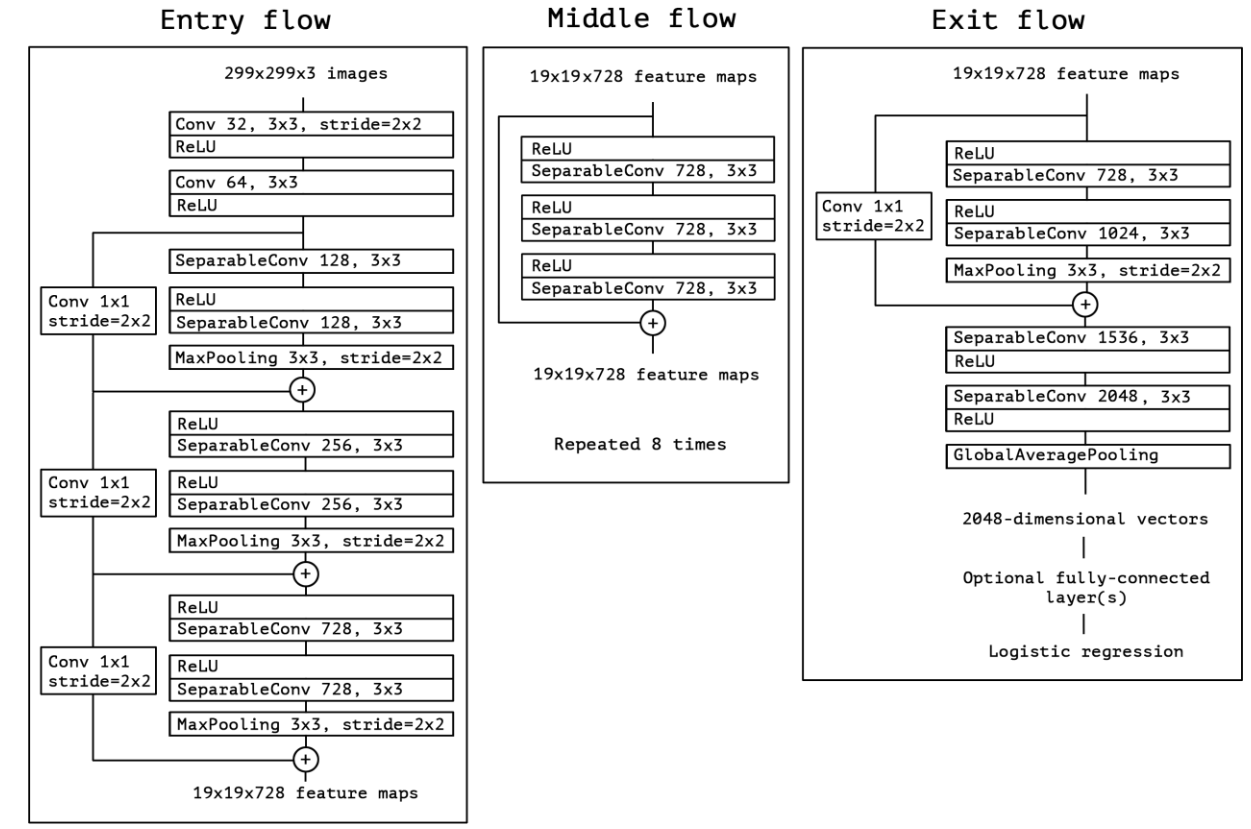 Entry flow
299x299x3 images
Conv 32, 3x3, stride=2x2
ReLU
Conv 64, 3x3
ReLU
SeparableConv 128, 3x3
Conv 1x1
stride=2x2
ReLU
SeparableConv 128, 3x3
MaxPooling 3x3, stride=2x2
+
ReLU
SeparableConv 256, 3x3
Conv 1x1
stride=2x2
ReLU
SeparableConv 256, 3x3
MaxPooling 3x3, stride=2x2
+
ReLU
SeparableConv 728, 3x3
Conv 1x1
stride=2x2
ReLU
SeparableConv 728, 3x3
MaxPooling 3x3, stride=2x2
+
19x19x728 feature maps
Middle flow
19x19x728 feature maps
ReLU
SeparableConv 728, 3x3
ReLU
SeparableConv 728, 3x3
ReLU
SeparableConv 728, 3x3
+
19x19x728 feature maps
Repeated 8 times
Exit flow
19x19x728 feature maps
ReLU
SeparableConv 728, 3x3
Conv 1x1
stride=2x2
ReLU
SeparableConv 1024, 3x3
MaxPooling 3x3, stride=2x2
+
SeparableConv 1536, 3x3
ReLU
SeparableConv 2048, 3x3
ReLU
GlobalAveragePooling
2048-dimensional vectors
Optional fully-connected
layer(s)
Logistic regression